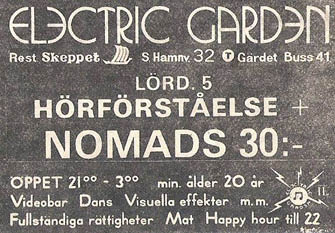 ELECTRIC GARDEN
Rest Skeppet S Hamnv. 32 T Gärdet Buss 41
LÖRD. 5
HÖRFÖRSTÅELSE +
NOMADS 30:-
ÖPPET 21⁰⁰ - 3⁰⁰ min. ålder 20 år
Videobar Dans Visuella effekter m.m.
Fullständiga rättigheter Mat Happy hour till 22